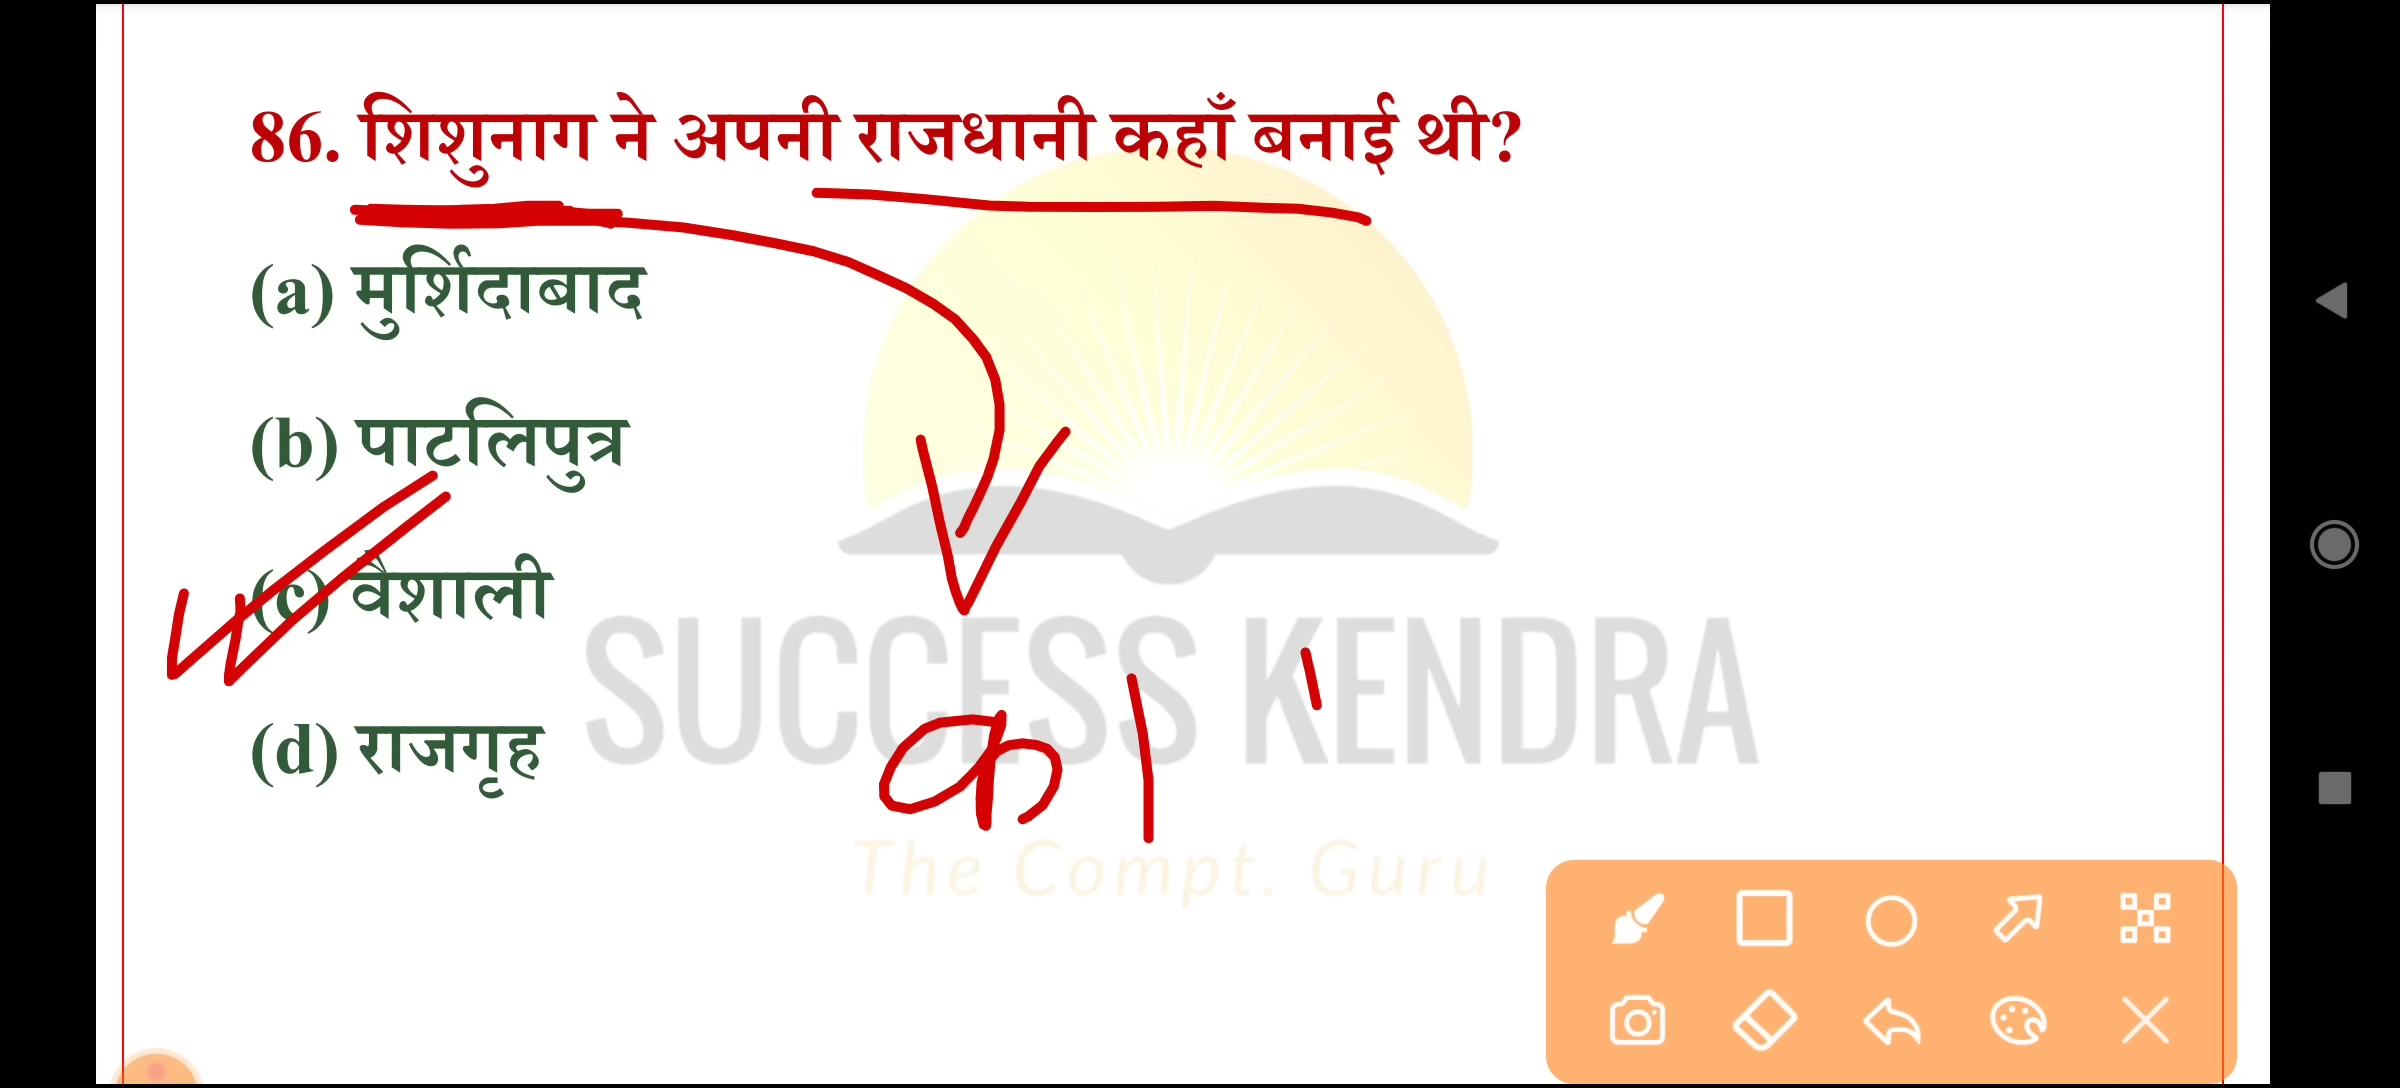 86. शिशुनाग ने अपनी राजधानी कहाँ बनाई थी?
(a) मुर्शिदाबाद
(b) पाटलिपुत्र
(c) वैशाली
(d) राजगृह
SUCCESS KENDRA
का
The Compt. Guru